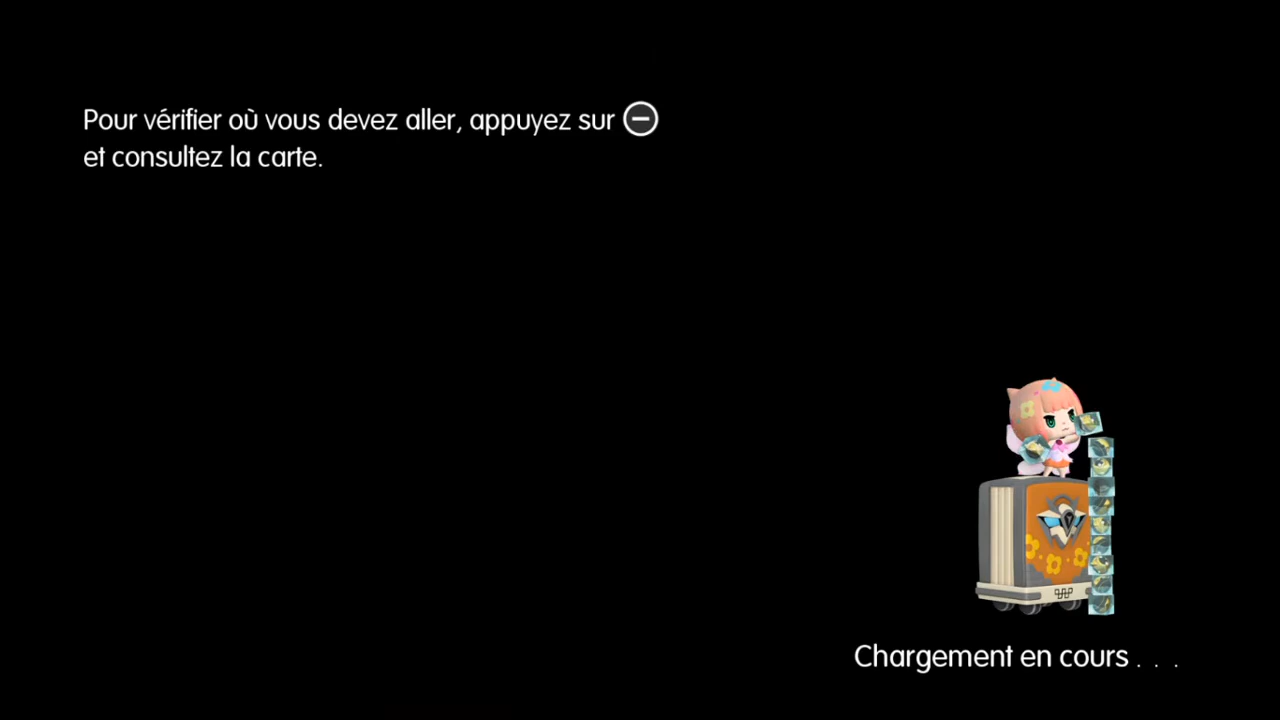 Pour vérifier où vous devez aller, appuyez sur ⊖
et consultez la carte.
Chargement en cours . . .